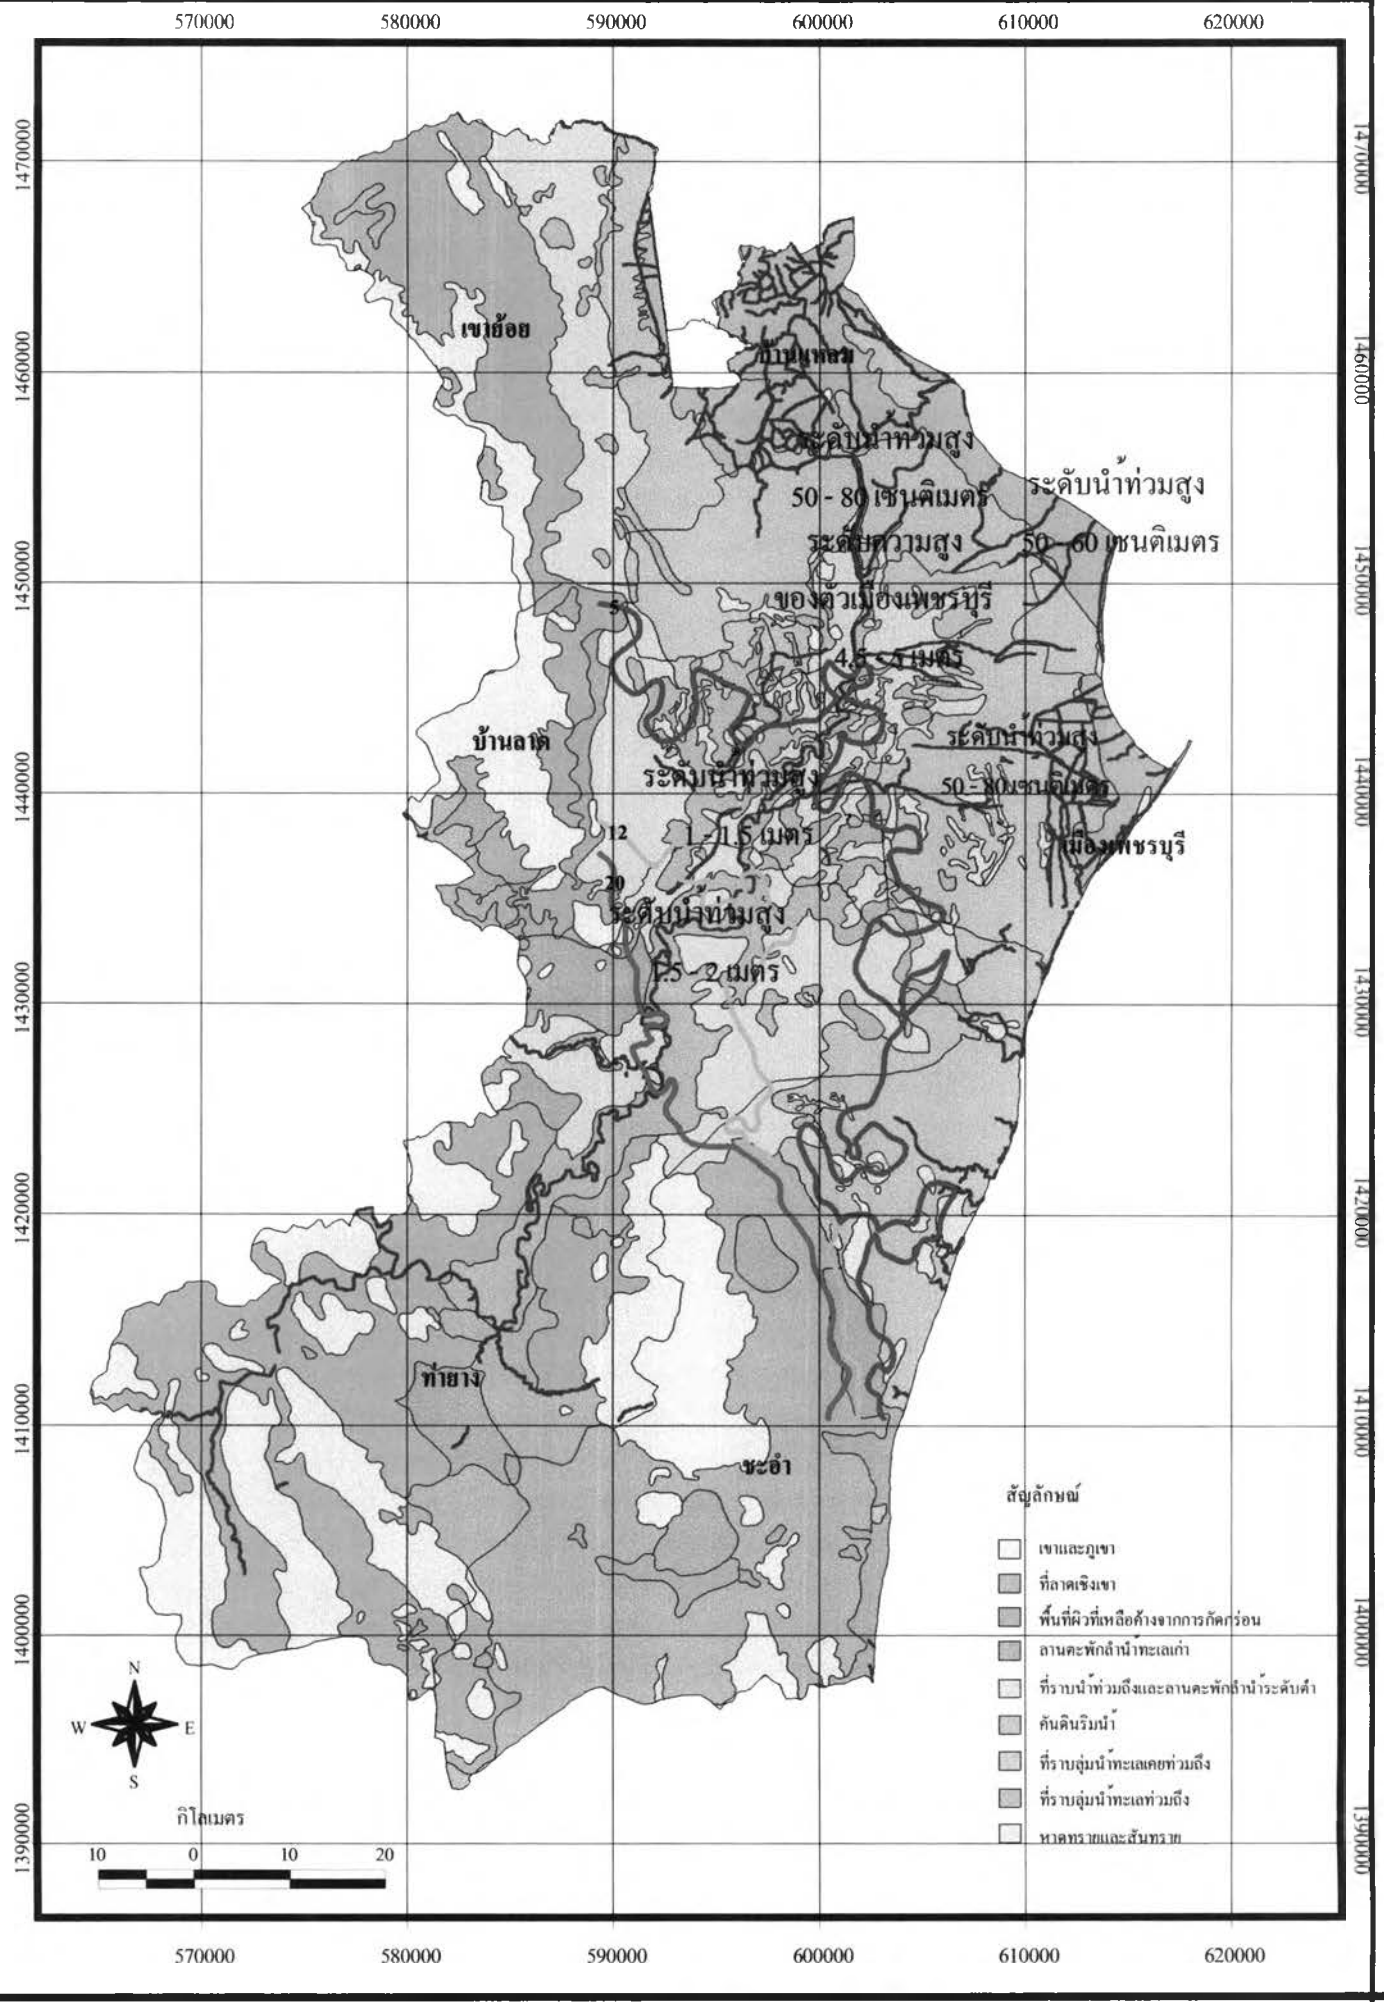 570000 580000 590000 600000 610000 620000
1470000 1470000
เขาย้อย
บ้านแหลม
1460000 1460000
ระดับน้ำท่วมสูง
50 - 80 เซนติเมตร
ระดับน้ำท่วมสูง
50 - 60 เซนติเมตร
ระดับความสูง
ของตัวเมืองเพชรบุรี
4.5 - 5 เมตร
1450000 1450000
5
บ้านลาด
ระดับน้ำท่วมสูง
50 - 80 เซนติเมตร
ระดับน้ำท่วมสูง
1 - 1.5 เมตร
1440000 1440000
12
เมืองเพชรบุรี
20
ระดับน้ำท่วมสูง
1.5 - 2 เมตร
1430000 1430000
1420000 1420000
ท่ายาง
1410000 1410000
ชะอำ
สัญลักษณ์
เขาและภูเขา
ที่ลาดเชิงเขา
พื้นที่ผิวที่เหลือค้างจากการกัดกร่อน
ลานตะพักลำน้ำทะเลเก่า
ที่ราบน้ำท่วมถึงและลานตะพักลำน้ำระดับต่ำ
คันดินริมน้ำ
ที่ราบลุ่มน้ำทะเลเคยท่วมถึง
ที่ราบลุ่มน้ำทะเลท่วมถึง
หาดทรายและสันทราย
1400000 1400000
N
W E
S
กิโลเมตร
10 0 10 20
1390000 1390000
570000 580000 590000 600000 610000 620000